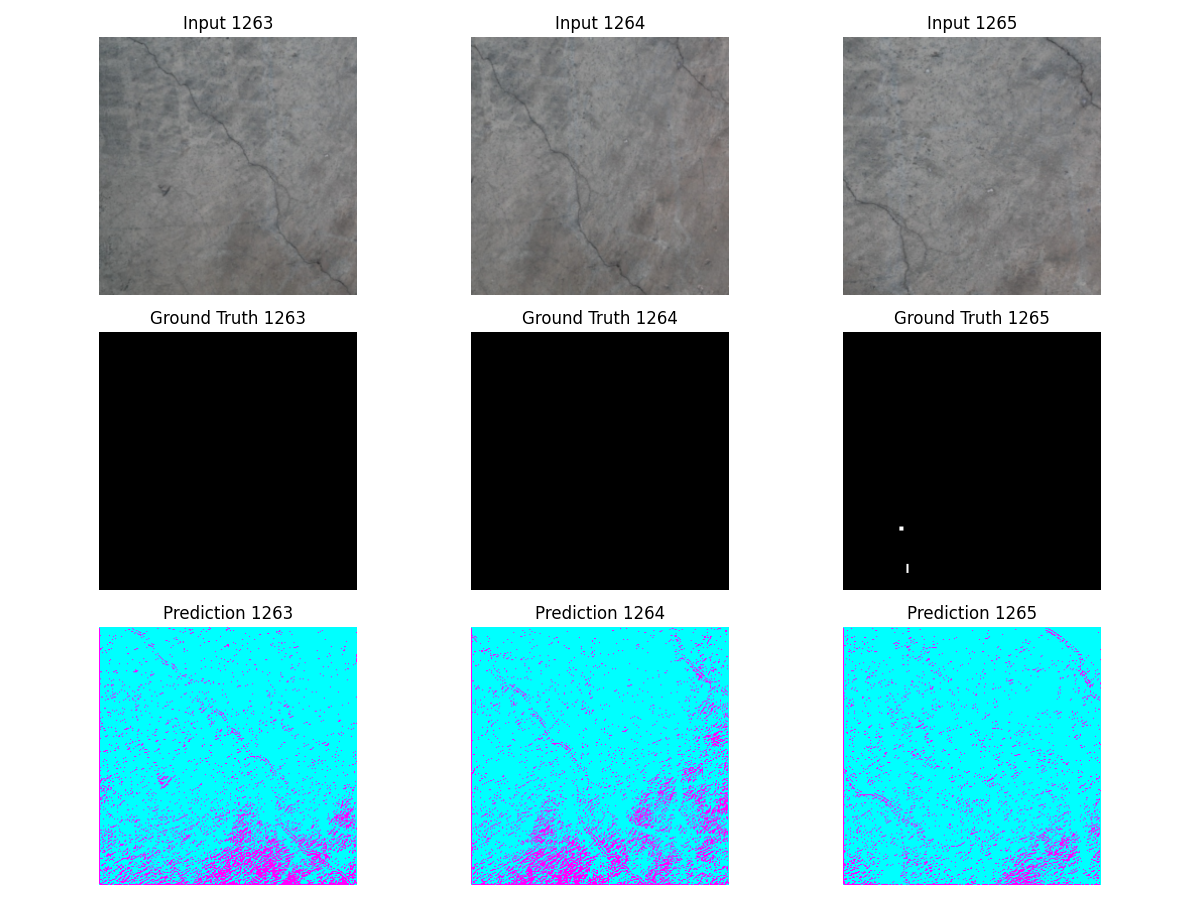 Input 1263
Input 1264
Input 1265
Ground Truth 1263
Ground Truth 1264
Ground Truth 1265
Prediction 1263
Prediction 1264
Prediction 1265